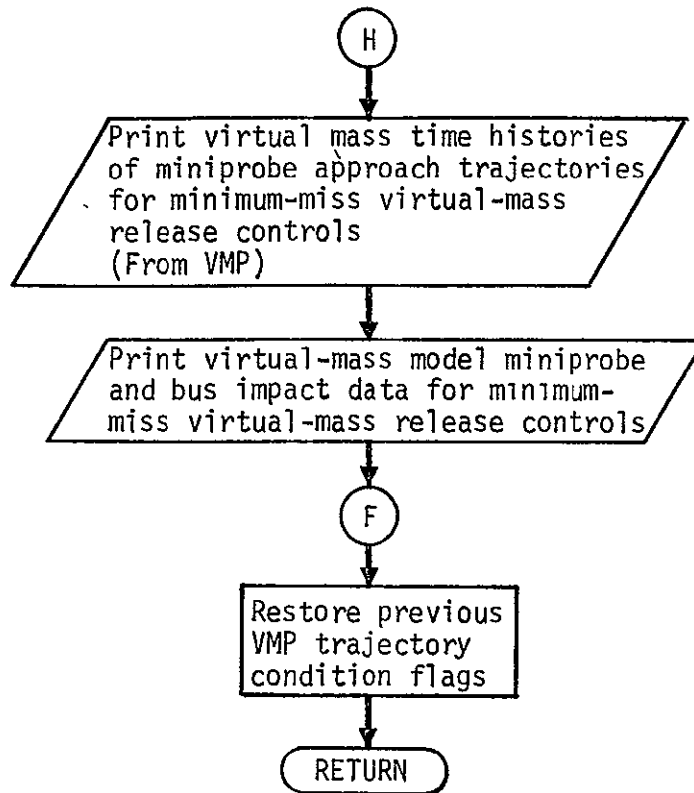 H
Print virtual mass time histories
of miniprobe approach trajectories
for minimum-miss virtual-mass
release controls
(From VMP)
Print virtual-mass model miniprobe
and bus impact data for minimum-
miss virtual-mass release controls
F
Restore previous
VMP trajectory
condition flags
RETURN